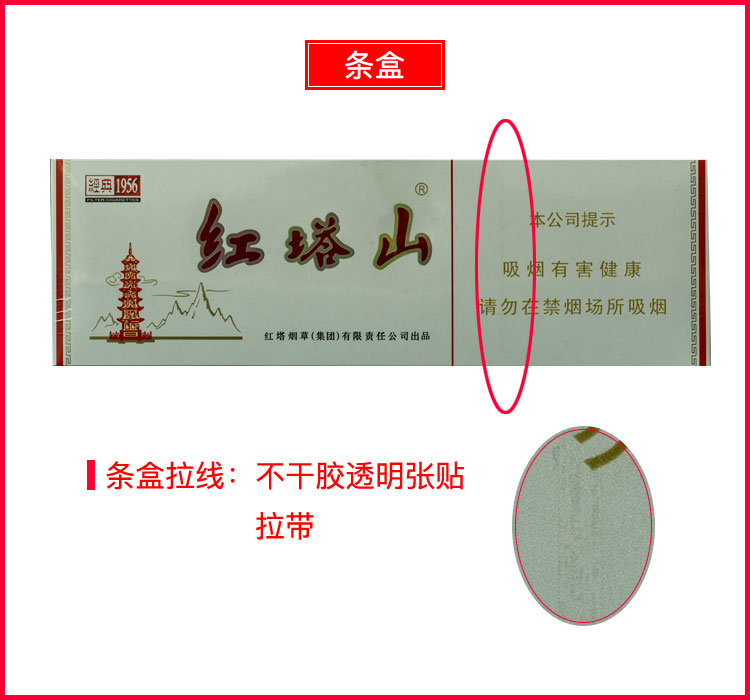 条盒
經典 1956
FILTER CIGARETTES
红塔山®
红塔烟草(集团)有限责任公司出品
本公司提示
吸烟有害健康
请勿在禁烟场所吸烟
条盒拉线：不干胶透明张贴
拉带